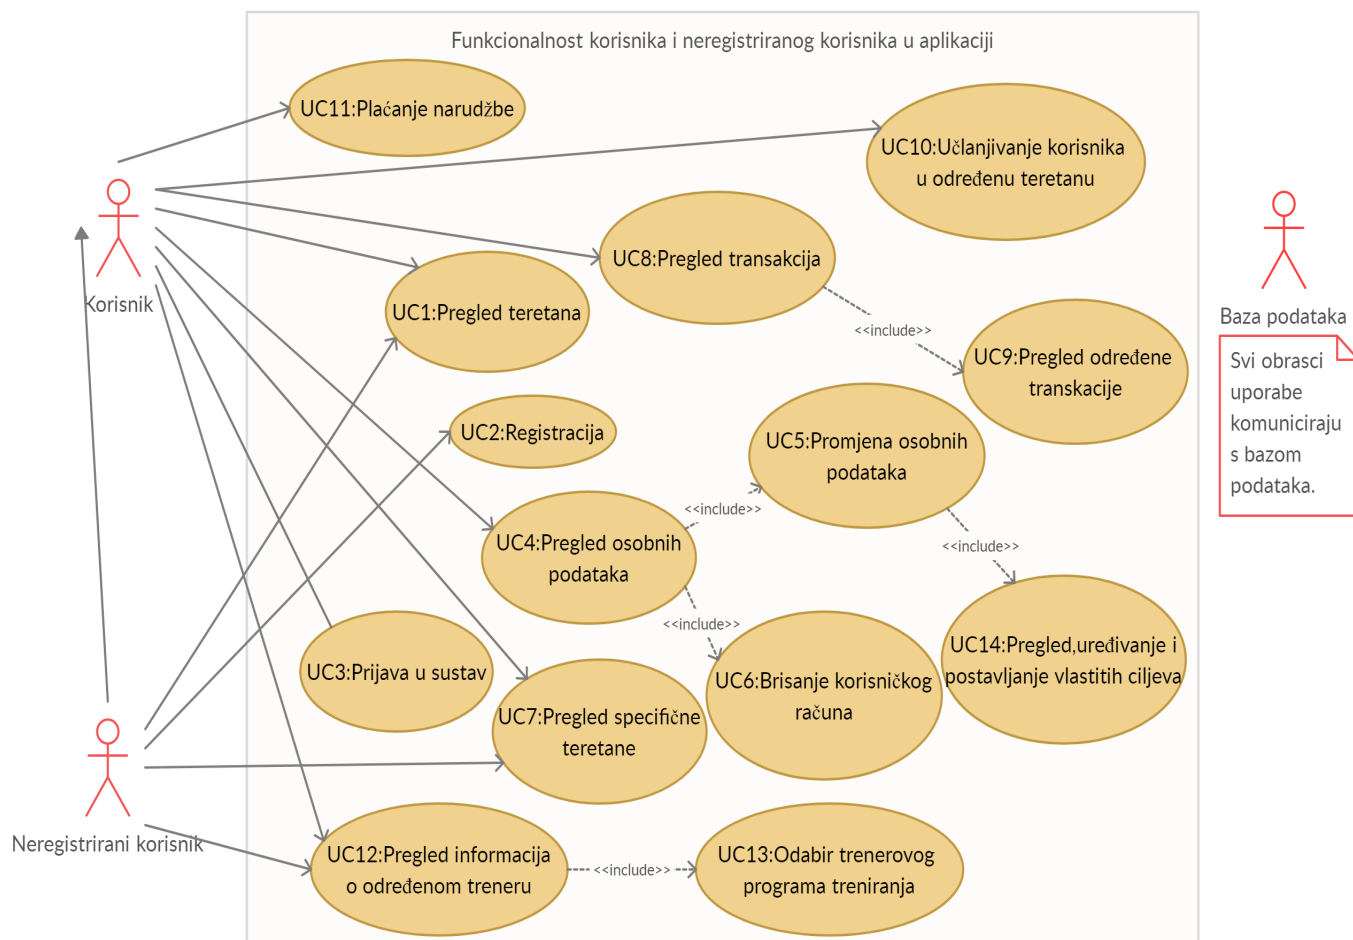 Funkcionalnost korisnika i neregistriranog korisnika u aplikaciji
UC11:Plaćanje narudžbe
UC10:Učlanjivanje korisnika
u određenu teretanu
Korisnik
UC8:Pregled transakcija
UC1:Pregled teretana
<<include>>
Baza podataka
Svi obrasci
uporabe
komuniciraju
s bazom
podataka.
UC9:Pregled određene
transkacije
UC2:Registracija
UC5:Promjena osobnih
podataka
<<include>>
UC4:Pregled osobnih
podataka
<<include>>
<<include>>
UC14:Pregled,uređivanje i
postavljanje vlastitih ciljeva
UC3:Prijava u sustav
UC6:Brisanje korisničkog
računa
UC7:Pregled specifične
teretane
Neregistrirani korisnik
UC12:Pregled informacija
o određenom treneru
<<include>>
UC13:Odabir trenerovog
programa treniranja